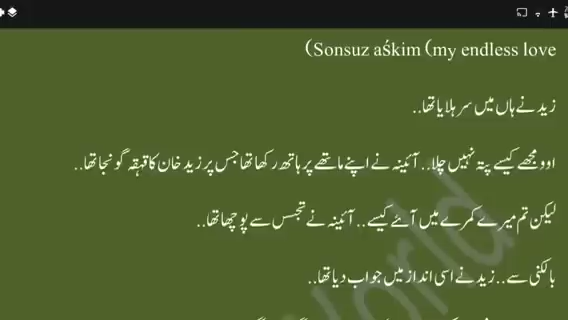 (Sonsuz aśkim (my endless love
زید نے ہاں میں سر ہلایا تھا..
اوو مجھے کیسے پتہ نہیں چلا.. آئینہ نے اپنے ماتھے پر ہاتھ رکھا تھا جس پر زید خان کا قہقہ گونجا تھا..
لیکن تم میرے کمرے میں آئے کیسے.. آئینہ نے تجسس سے پوچھا تھا..
بالکنی سے.. زید نے اسی انداز میں جواب دیا تھا..
World